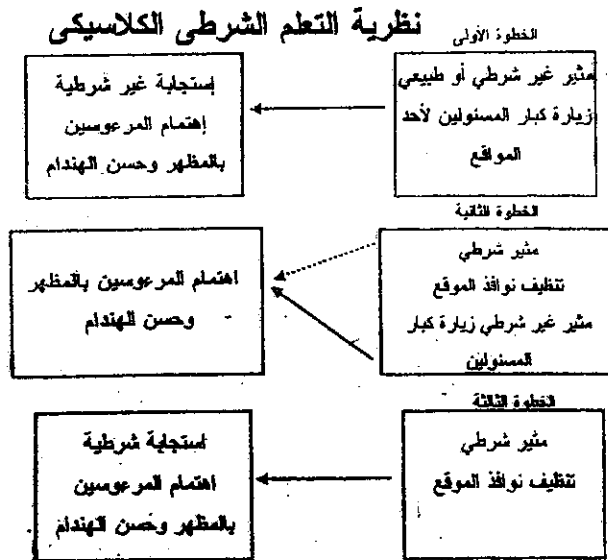 نظرية التعلم الشرطى الكلاسيكى
الخطوة الأولى
مثير غير شرطي أو طبيعي
زيارة كبار المسئولين لأحد
المواقع
إستجابة غير شرطية
إهتمام المرءوسين
بالمظهر وحسن الهندام
الخطوة الثانية
مثير شرطي
تنظيف نوافذ الموقع
مثير غير شرطي زيارة كبار
المسئولين
اهتمام المرءوسين بالمظهر
وحسن الهندام
الخطوة الثالثة
مثير شرطي
تنظيف نوافذ الموقع
إستجابة شرطية
اهتمام المرءوسين
بالمظهر وحسن الهندام